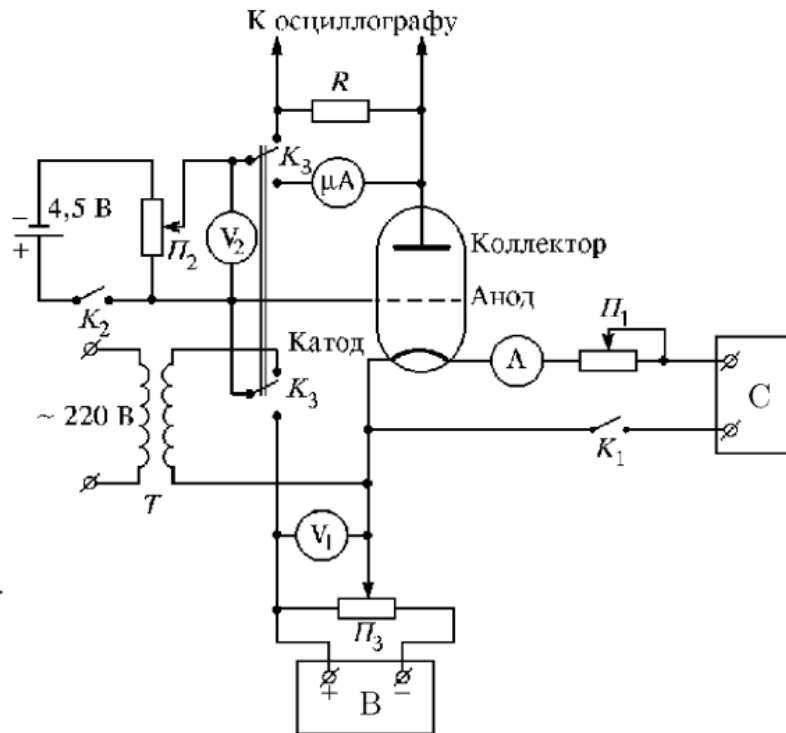 К осциллографу
R
K₃
μA
4,5 В
−
+
П₂
V₂
Коллектор
Анод
K₂
Катод
П₁
A
K₃
С
~ 220 В
K₁
T
V₁
П₃
+ −
В